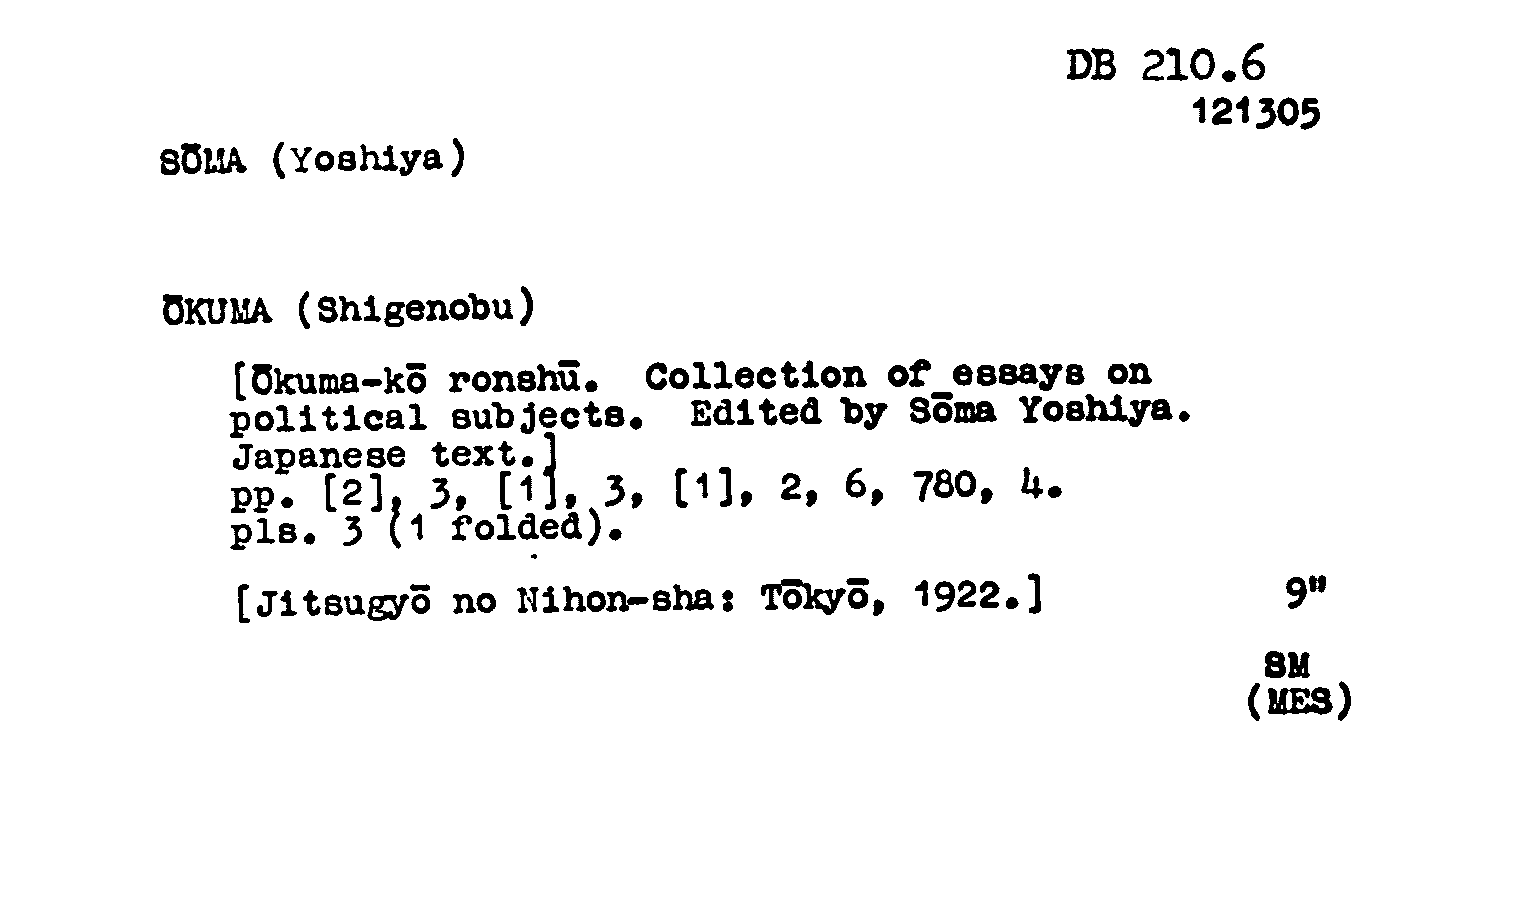 DB 210.6
121305
SŌMA (Yoshiya)
ŌKUMA (Shigenobu)
[Ōkuma-kō ronshū. Collection of essays on
political subjects. Edited by Sōma Yoshiya.
Japanese text.]
pp. [2], 3, [1], 3, [1], 2, 6, 780, 4.
pls. 3 (1 folded).
[Jitsugyō no Nihon-sha: Tōkyō, 1922.] 9"
SM
(MES)